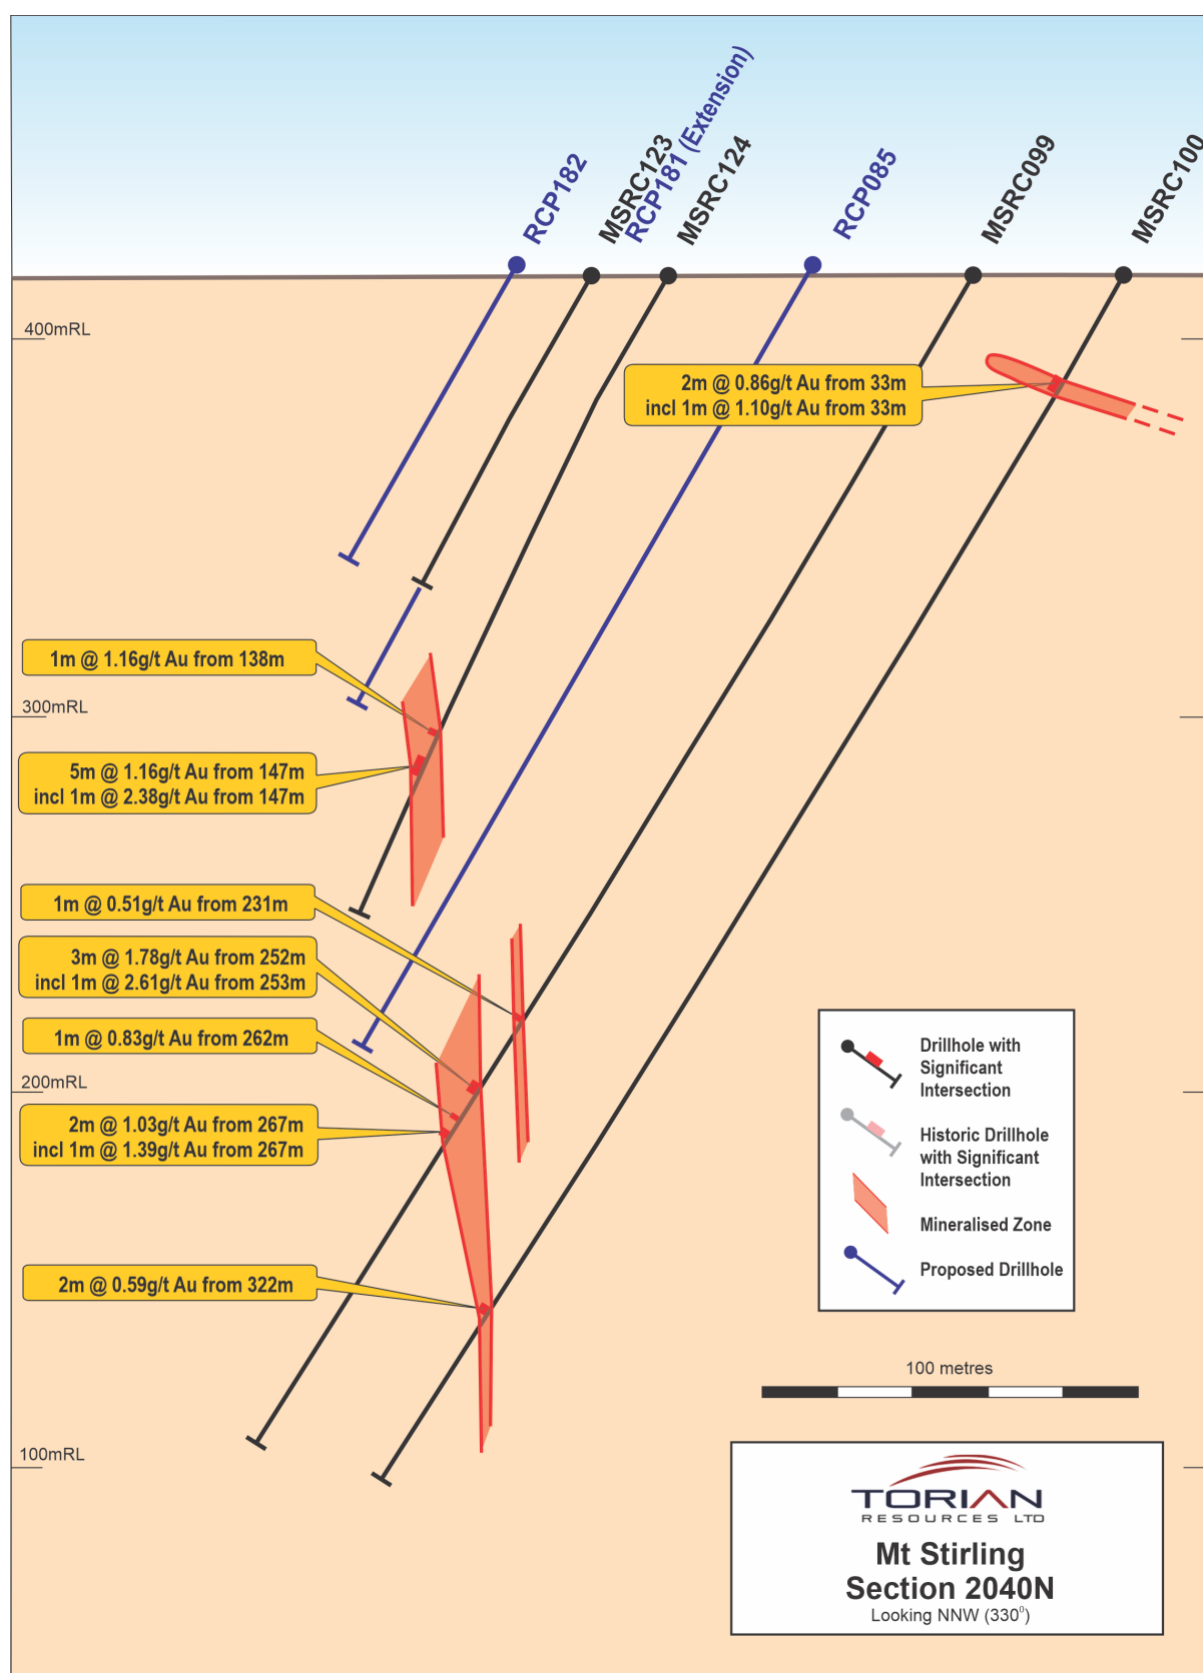 RCP182
MSRC123
RCP181 (Extension)
MSRC124
RCP085
MSRC099
MSRC100
400mRL
2m @ 0.86g/t Au from 33m
incl 1m @ 1.10g/t Au from 33m
1m @ 1.16g/t Au from 138m
300mRL
5m @ 1.16g/t Au from 147m
incl 1m @ 2.38g/t Au from 147m
1m @ 0.51g/t Au from 231m
3m @ 1.78g/t Au from 252m
incl 1m @ 2.61g/t Au from 253m
1m @ 0.83g/t Au from 262m
200mRL
2m @ 1.03g/t Au from 267m
incl 1m @ 1.39g/t Au from 267m
2m @ 0.59g/t Au from 322m
100mRL
Drillhole with
Significant
Intersection
Historic Drillhole
with Significant
Intersection
Mineralised Zone
Proposed Drillhole
100 metres
TORIAN
RESOURCES LTD
Mt Stirling
Section 2040N
Looking NNW (330⁰)